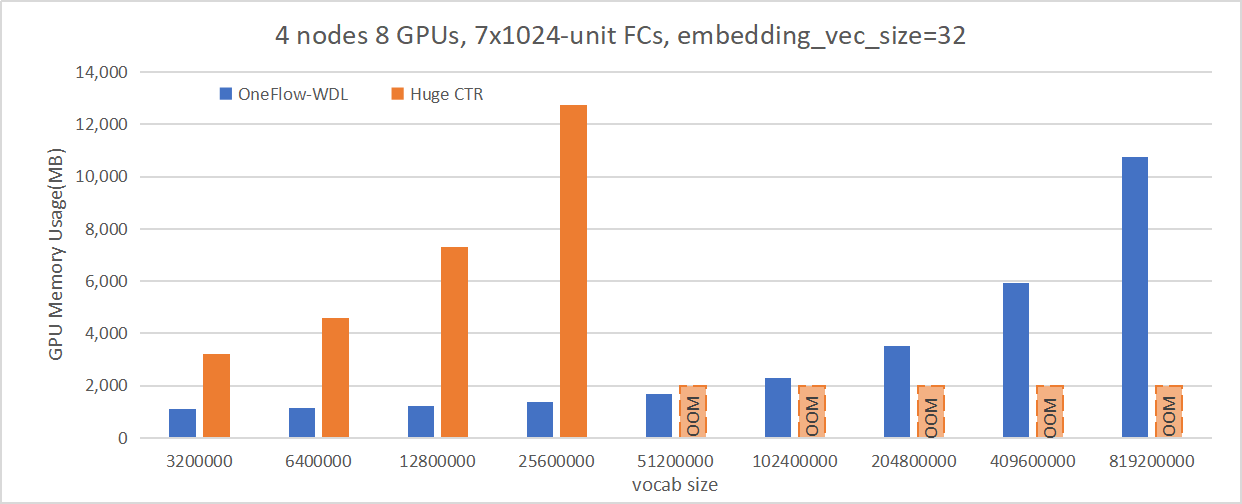 4 nodes 8 GPUs, 7x1024-unit FCs, embedding_vec_size=32
OneFlow-WDL
Huge CTR
GPU Memory Usage(MB)
14,000
12,000
10,000
8,000
6,000
4,000
2,000
0
OOM
OOM
OOM
OOM
OOM
3200000
6400000
12800000
25600000
51200000
102400000
204800000
409600000
819200000
vocab size